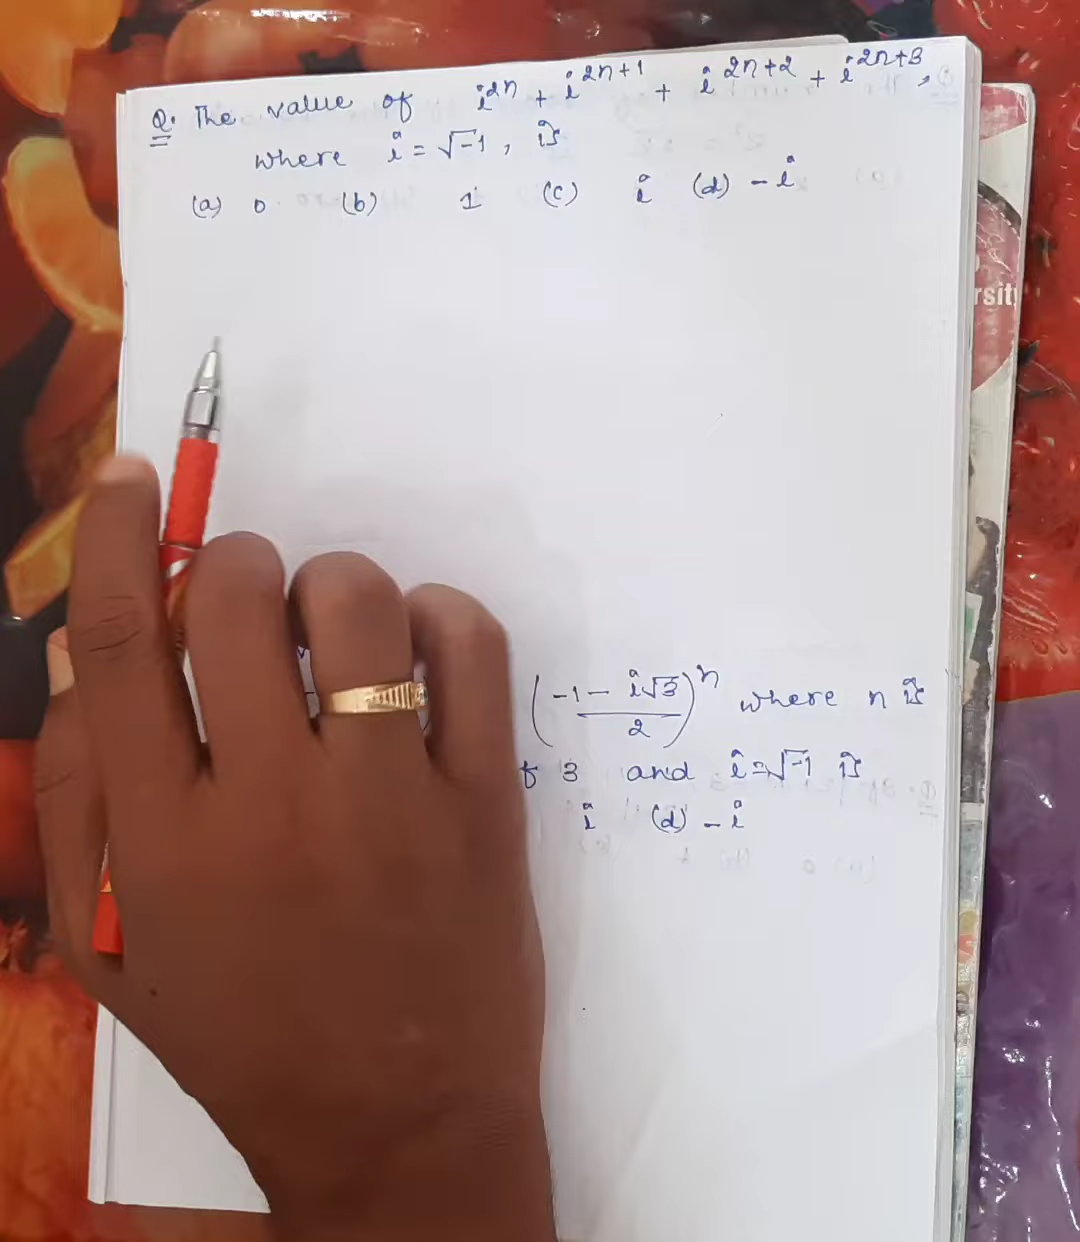 Q. The value of i^2n + i^2n+1 + i^2n+2 + i^2n+3,
where i = √-1, is
(a) 0 (b) 1 (c) i (d) -i
rsity
((-1 - i√3)/2)^n where n is
3 and i = √-1 is
i (d) -i